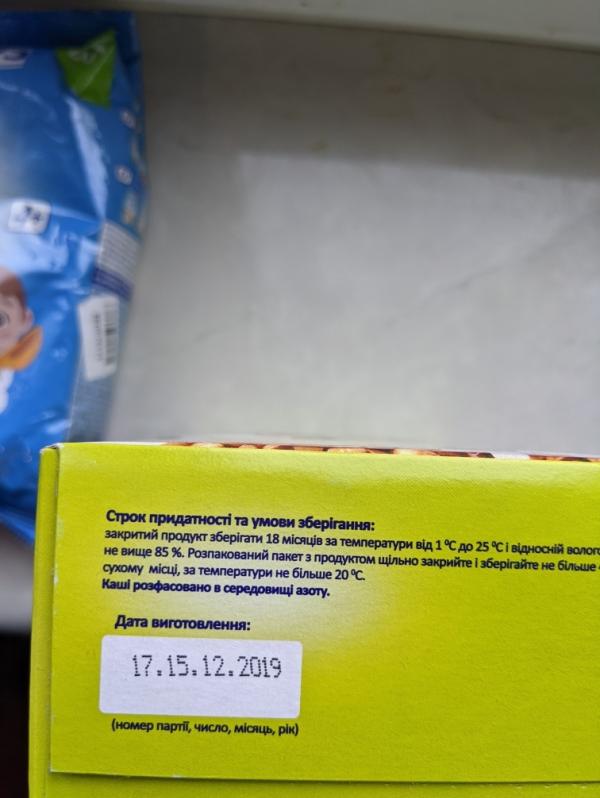 Строк придатності та умови зберігання:
закритий продукт зберігати 18 місяців за температури від 1 °С до 25 °С і відносній
не вище 85 %. Розпакований пакет з продуктом щільно закрийте і зберігайте не більше
сухому місці, за температури не більше 20 °С.
Каші розфасовано в середовищі азоту.
Дата виготовлення:
17.15.12.2019
(номер партії, число, місяць, рік)